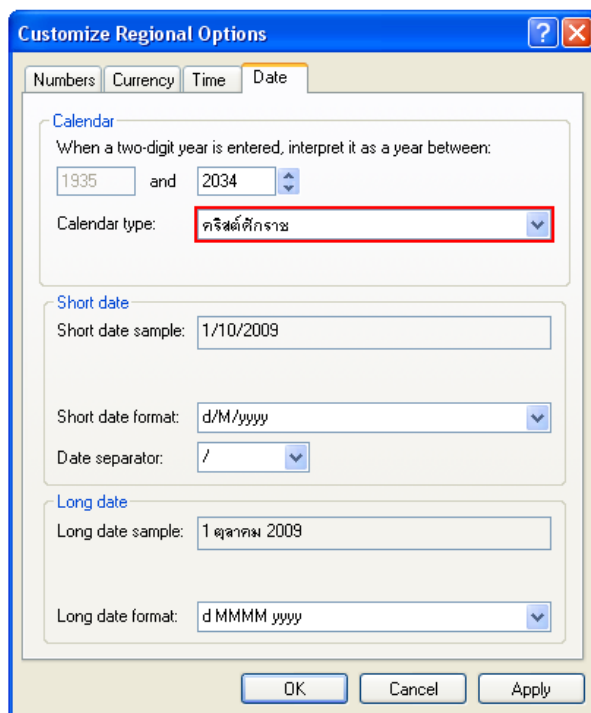 Customize Regional Options
Numbers Currency Time Date
Calendar
When a two-digit year is entered, interpret it as a year between:
1935 and 2034
Calendar type: คริสต์ศักราช
Short date
Short date sample: 1/10/2009
Short date format: d/M/yyyy
Date separator: /
Long date
Long date sample: 1 ตุลาคม 2009
Long date format: d MMMM yyyy
OK Cancel Apply